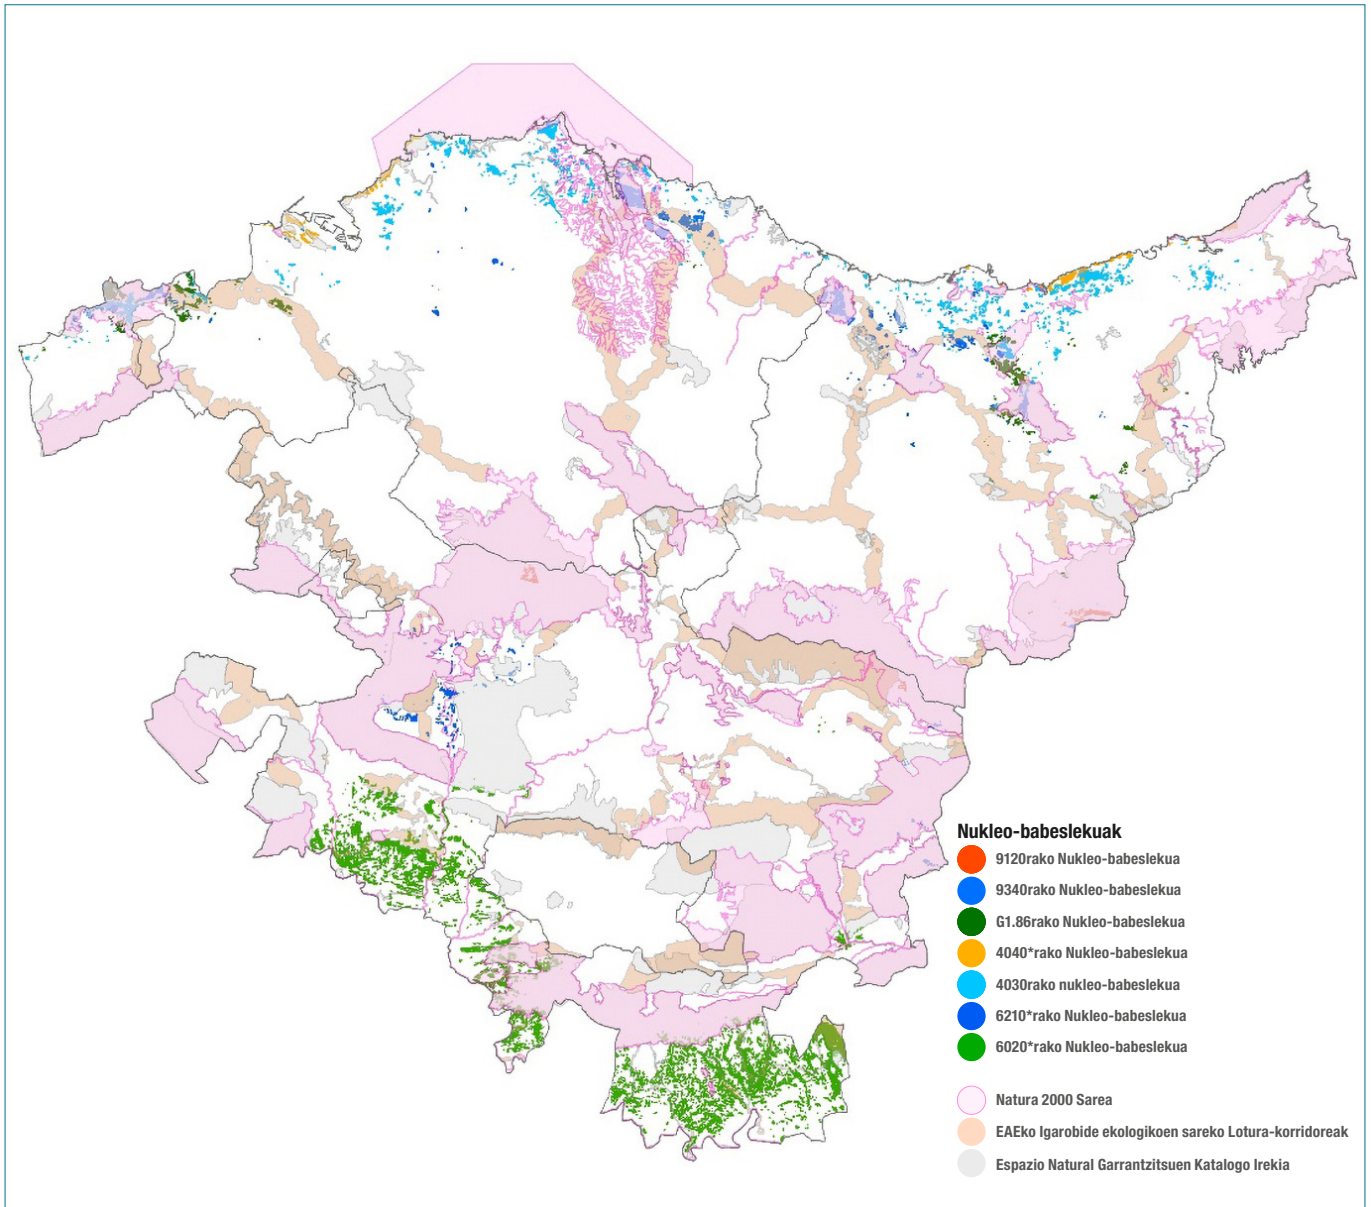 Nukleo-babeslekuak
9120rako Nukleo-babeslekua
9340rako Nukleo-babeslekua
G1.86rako Nukleo-babeslekua
4040*rako Nukleo-babeslekua
4030rako nukleo-babeslekua
6210*rako Nukleo-babeslekua
6020*rako Nukleo-babeslekua
Natura 2000 Sarea
EAEko Igarobide ekologikoen sareko Lotura-korridoreak
Espazio Natural Garrantzitsuen Katalogo Irekia